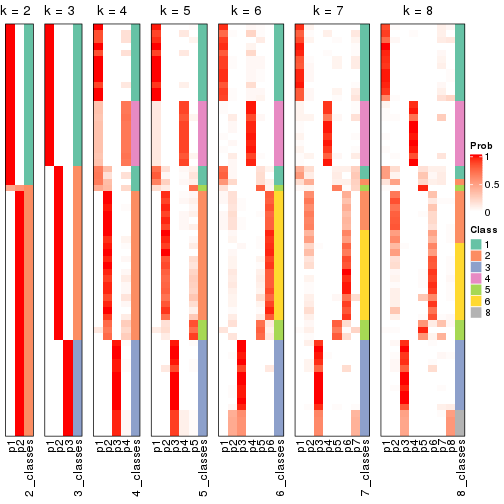 k = 2 k = 3 k = 4 k = 5 k = 6 k = 7 k = 8
Prob
1
0.5
0
Class
1
2
3
4
5
6
8
p1 p2 2_classes p1 p2 p3 3_classes p1 p2 p3 p4 4_classes p1 p2 p3 p4 p5 5_classes p1 p2 p3 p4 p5 p6 6_classes p1 p2 p3 p4 p5 p6 p7 7_classes p1 p2 p3 p4 p5 p6 p7 p8 8_classes